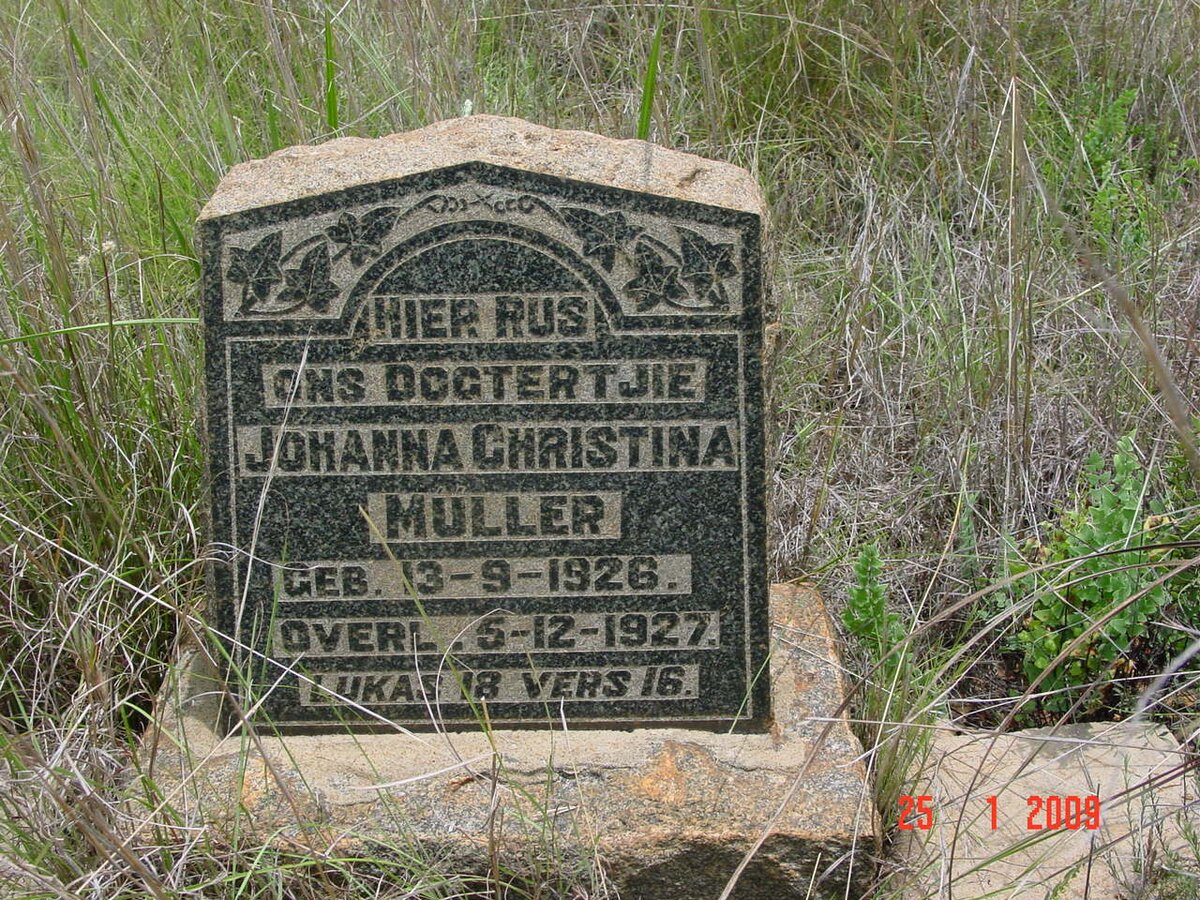 HIER RUS
ONS DOGTERTJIE
JOHANNA CHRISTINA
MULLER
GEB. 13-9-1926.
OVERL. 5-12-1927.
LUKAS 18 VERS 16.
25 1 2009